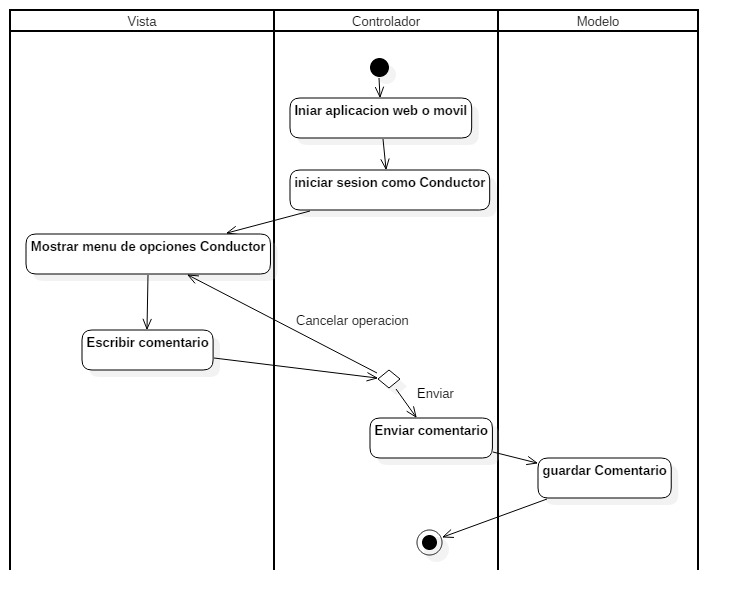 Vista
Controlador
Modelo
Iniar aplicacion web o movil
iniciar sesion como Conductor
Mostrar menu de opciones Conductor
Cancelar operacion
Escribir comentario
Enviar
Enviar comentario
guardar Comentario